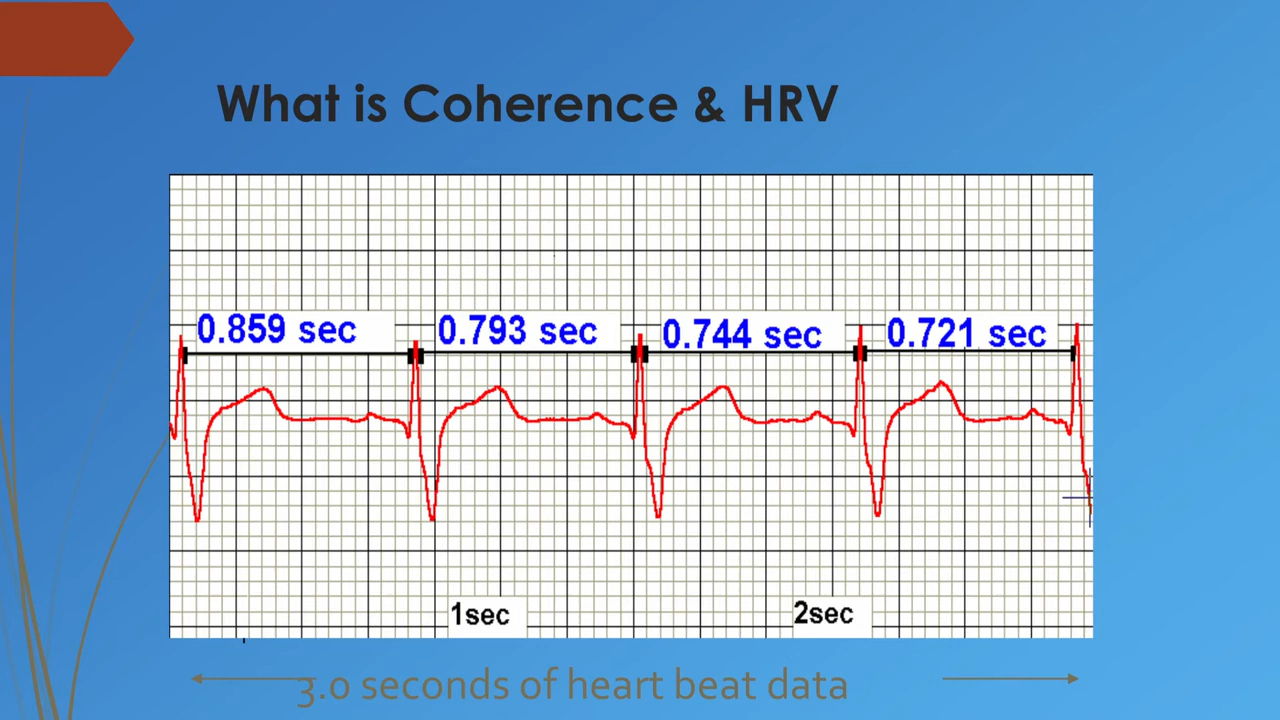 What is Coherence & HRV
0.859 sec 0.793 sec 0.744 sec 0.721 sec
1sec 2sec
3.0 seconds of heart beat data